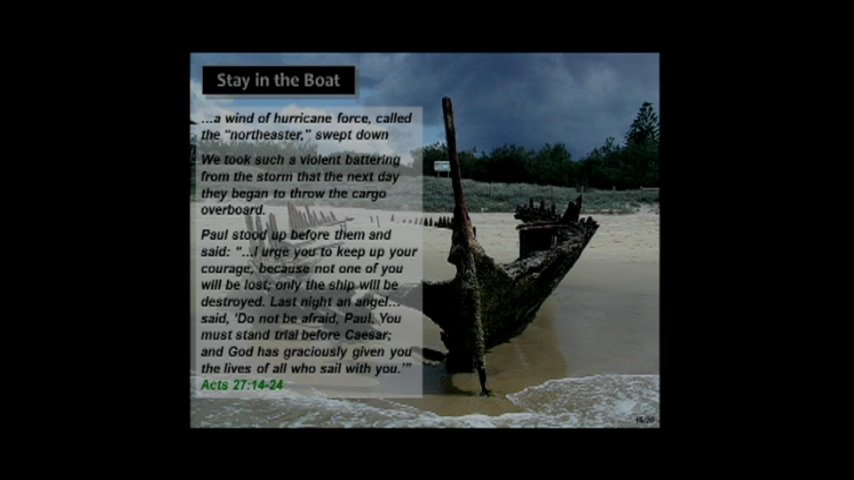 Stay in the Boat
...a wind of hurricane force, called
the "northeaster," swept down
We took such a violent battering
from the storm that the next day
they began to throw the cargo
overboard.
Paul stood up before them and
said: "...I urge you to keep up your
courage, because not one of you
will be lost; only the ship will be
destroyed. Last night an angel...
said, 'Do not be afraid, Paul. You
must stand trial before Caesar;
and God has graciously given you
the lives of all who sail with you.'"
Acts 27:14-24